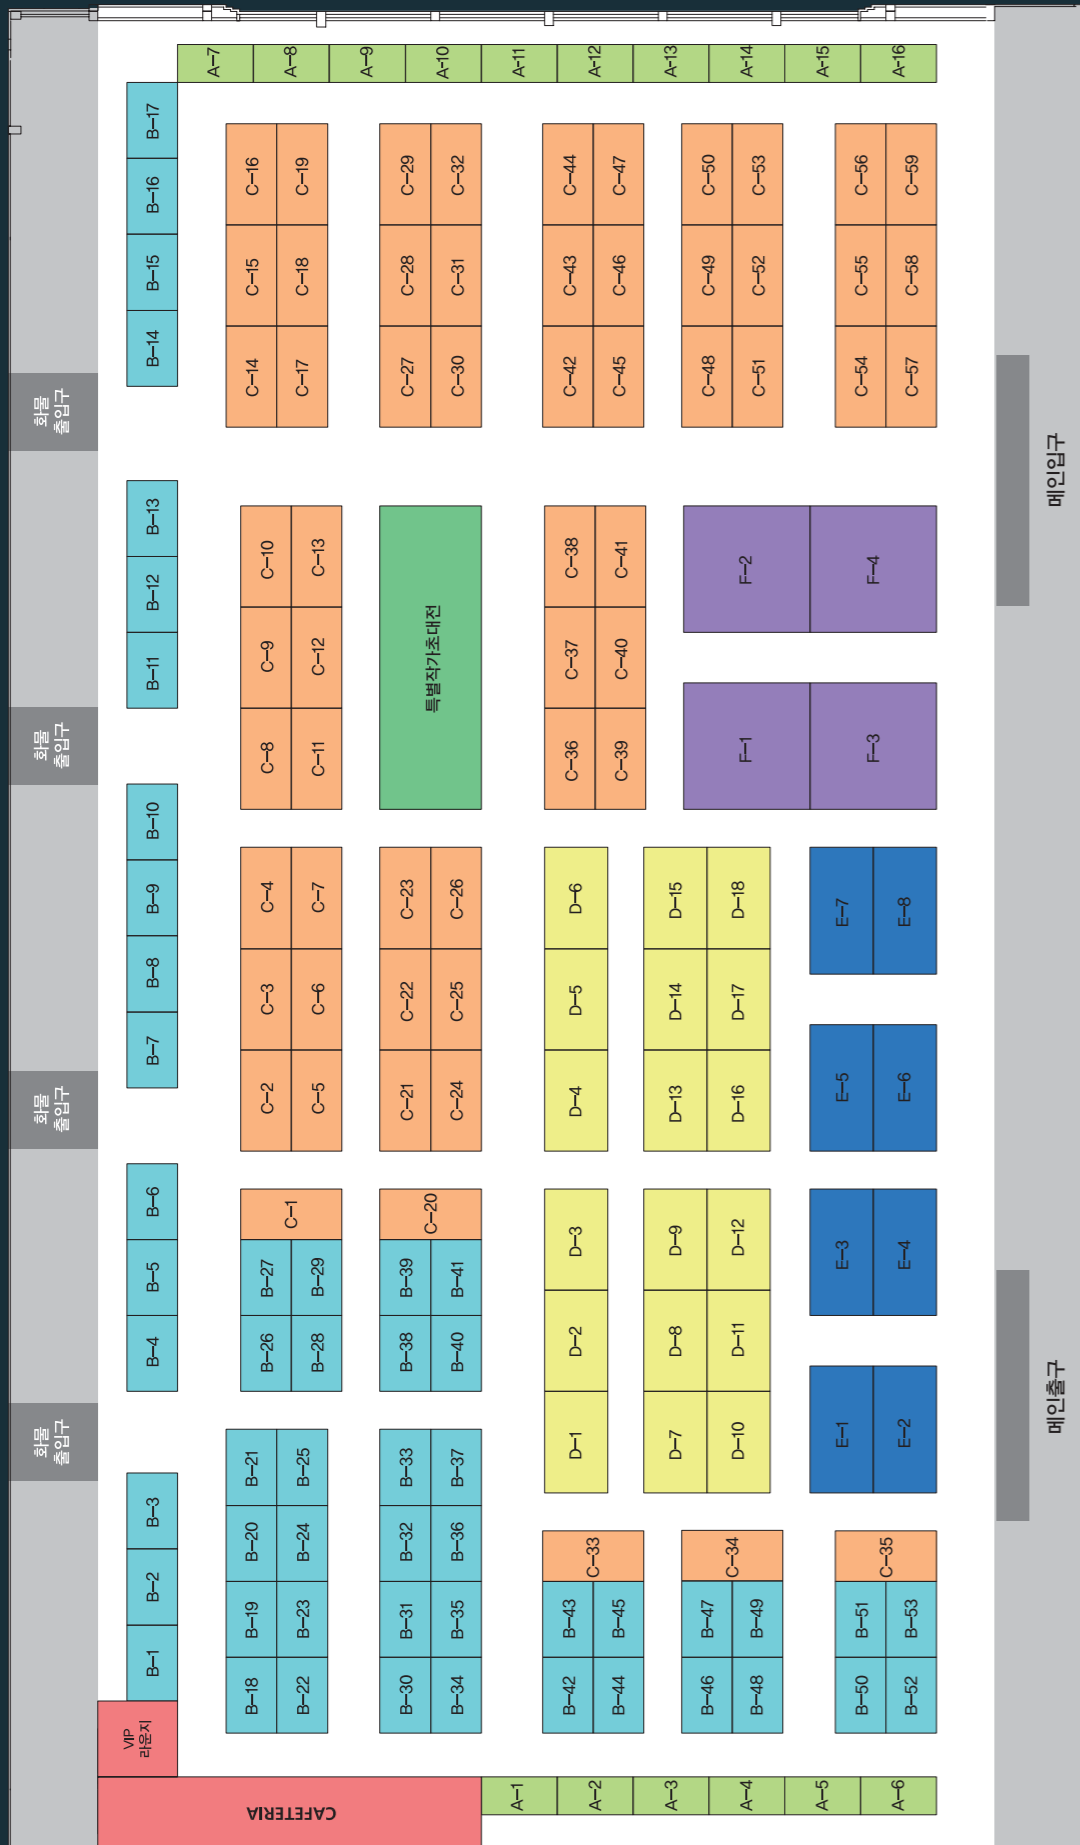 A-7
A-8
A-9
A-10
A-11
A-12
A-13
A-14
A-15
A-16
B-17
B-16
B-15
B-14
C-16
C-19
C-15
C-18
C-14
C-17
C-29
C-32
C-28
C-31
C-27
C-30
C-44
C-47
C-43
C-46
C-42
C-45
C-50
C-53
C-49
C-52
C-48
C-51
C-56
C-59
C-55
C-58
C-54
C-57
화물
출입구
메인입구
B-13
B-12
B-11
C-10
C-13
C-9
C-12
C-8
C-11
특별작가초대전
C-38
C-41
C-37
C-40
C-36
C-39
F-2
F-4
F-1
F-3
화물
출입구
B-10
B-9
B-8
B-7
C-4
C-7
C-3
C-6
C-2
C-5
C-23
C-26
C-22
C-25
C-21
C-24
D-6
D-5
D-4
D-15
D-18
D-14
D-17
D-13
D-16
E-7
E-8
E-5
E-6
화물
출입구
B-6
B-5
B-4
C-1
B-27
B-29
B-26
B-28
C-20
B-39
B-41
B-38
B-40
D-3
D-2
D-1
D-9
D-12
D-8
D-11
D-7
D-10
E-3
E-4
E-1
E-2
메인출구
화물
출입구
B-3
B-2
B-1
B-21
B-25
B-20
B-24
B-19
B-23
B-18
B-22
B-33
B-37
B-32
B-36
B-31
B-35
B-30
B-34
C-33
B-43
B-45
B-42
B-44
C-34
B-47
B-49
B-46
B-48
C-35
B-51
B-53
B-50
B-52
VIP
라운지
CAFETERIA
A-1
A-2
A-3
A-4
A-5
A-6